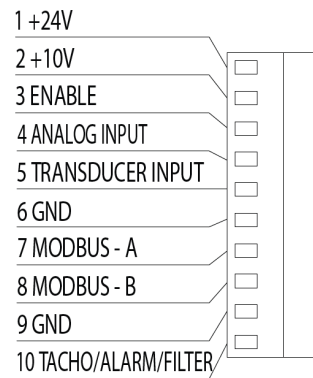 1 +24V
2 +10V
3 ENABLE
4 ANALOG INPUT
5 TRANSDUCER INPUT
6 GND
7 MODBUS - A
8 MODBUS - B
9 GND
10 TACHO/ALARM/FILTER